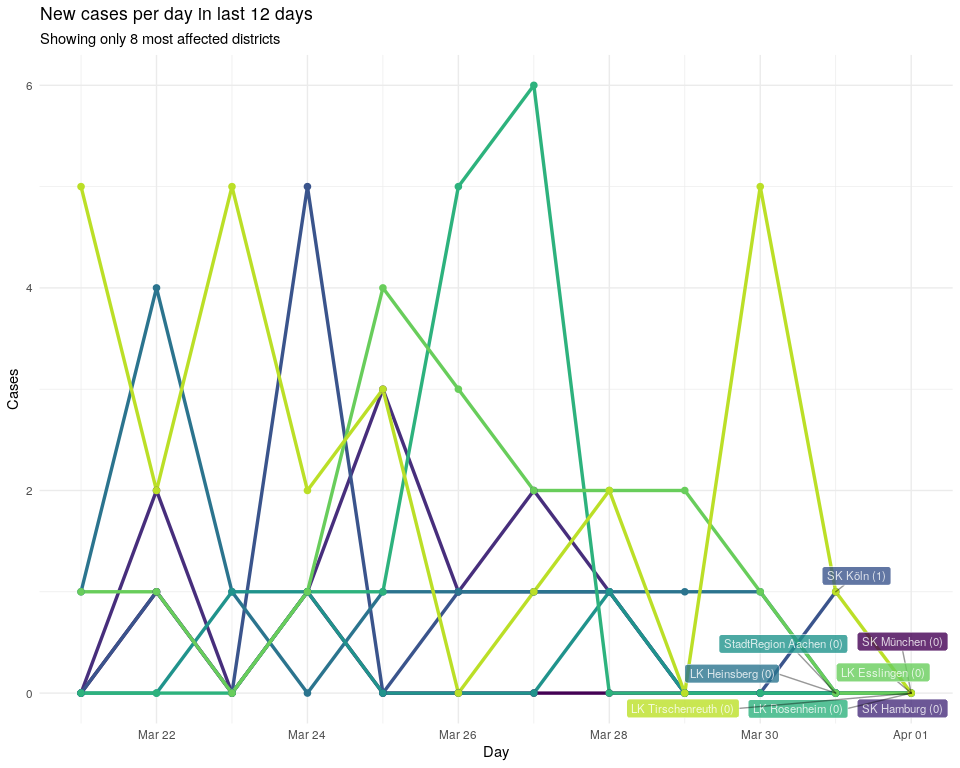 New cases per day in last 12 days
Showing only 8 most affected districts
6
4
2
0
Cases
SK Köln (1)
StadtRegion Aachen (0)
SK München (0)
LK Heinsberg (0)
LK Esslingen (0)
LK Tirschenreuth (0)
LK Rosenheim (0)
SK Hamburg (0)
Mar 22
Mar 24
Mar 26
Mar 28
Mar 30
Apr 01
Day